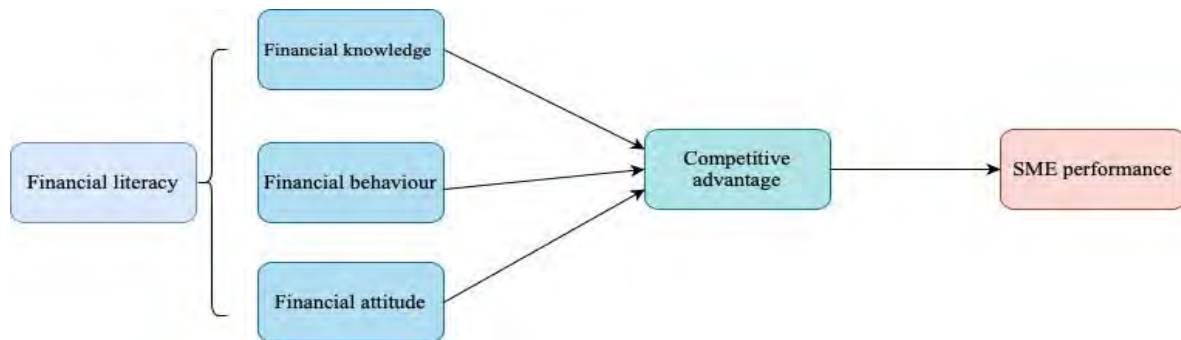 Financial knowledge
Financial literacy
Financial behaviour
Financial attitude
Competitive
advantage
SME performance